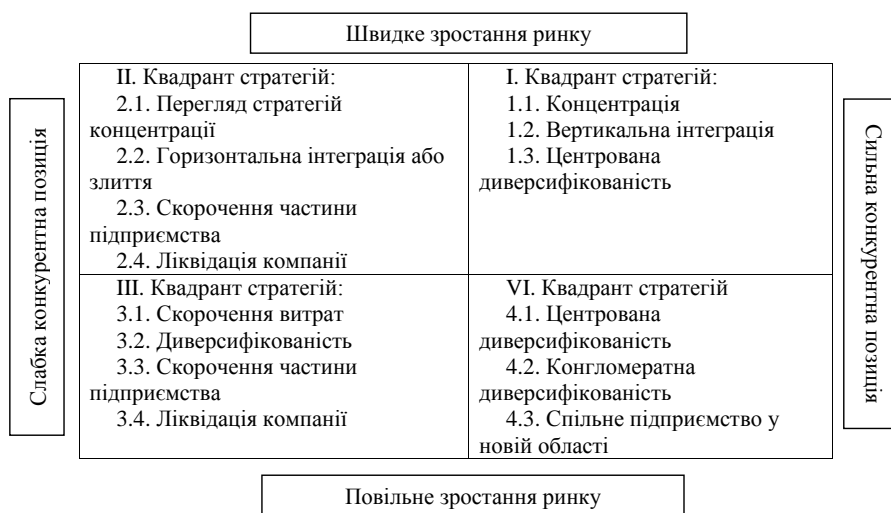 Швидке зростання ринку
Слабка конкурентна позиція
ІІ. Квадрант стратегій:
2.1. Перегляд стратегій
концентрації
2.2. Горизонтальна інтеграція або
злиття
2.3. Скорочення частини
підприємства
2.4. Ліквідація компанії
І. Квадрант стратегій:
1.1. Концентрація
1.2. Вертикальна інтеграція
1.3. Центрована
диверсифікованість
ІІІ. Квадрант стратегій:
3.1. Скорочення витрат
3.2. Диверсифікованість
3.3. Скорочення частини
підприємства
3.4. Ліквідація компанії
VI. Квадрант стратегій
4.1. Центрована
диверсифікованість
4.2. Конгломератна
диверсифікованість
4.3. Спільне підприємство у
новій області
Сильна конкурентна
позиція
Повільне зростання ринку